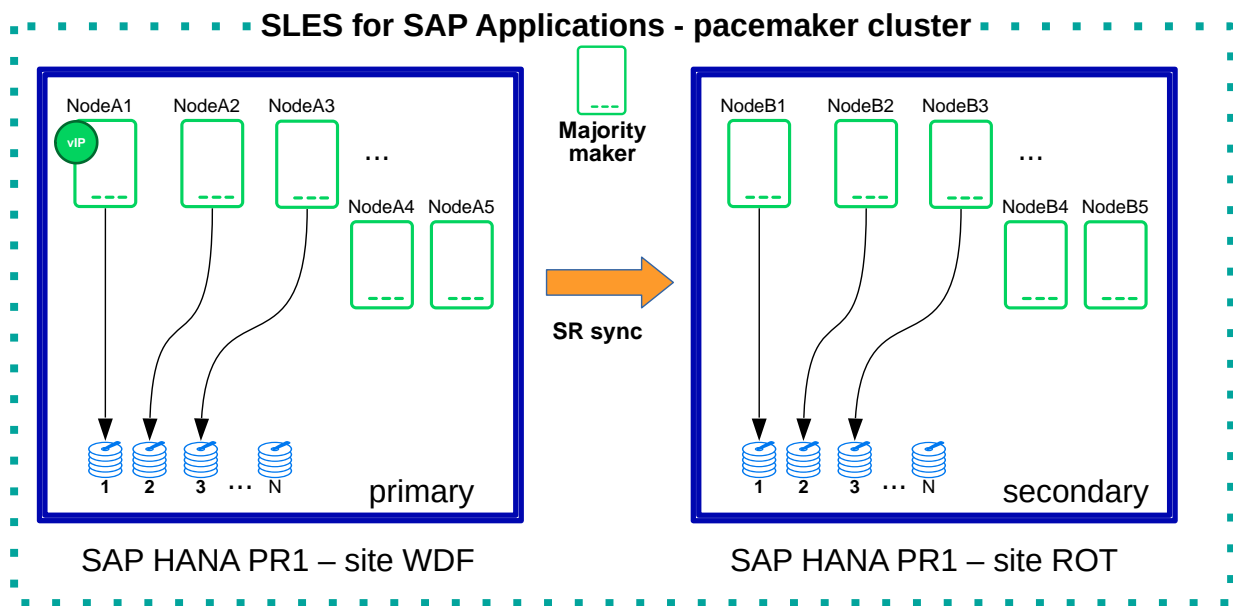 SLES for SAP Applications - pacemaker cluster
Majority
maker
NodeA1
NodeA2
NodeA3
vIP
...
NodeA4
NodeA5
1
2
3
...
N
primary
SAP HANA PR1 – site WDF
SR sync
NodeB1
NodeB2
NodeB3
...
NodeB4
NodeB5
1
2
3
...
N
secondary
SAP HANA PR1 – site ROT